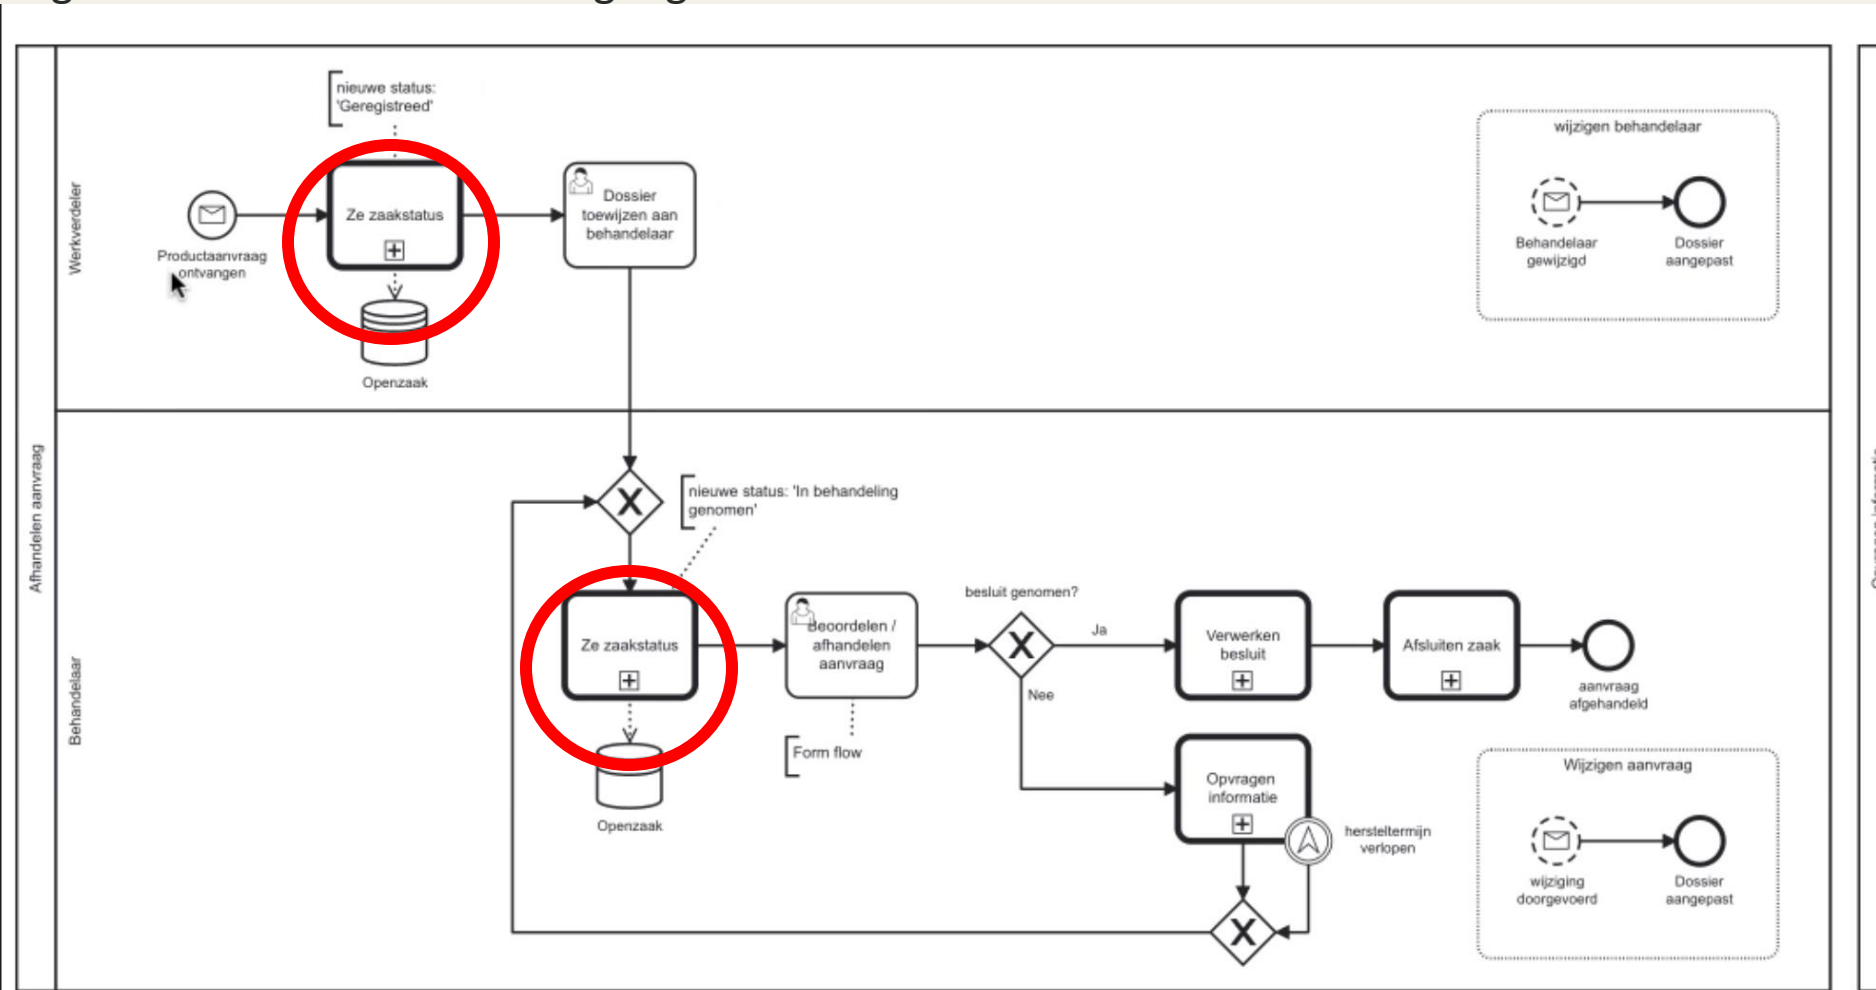 Afhandelen aanvraag
Werkverdeler
nieuwe status:
'Geregistreed'
Productaanvraag
ontvangen
Ze zaakstatus
Openzaak
Dossier
toewijzen aan
behandelaar
wijzigen behandelaar
Behandelaar
gewijzigd
Dossier
aangepast
Behandelaar
nieuwe status: 'In behandeling
genomen'
Ze zaakstatus
Openzaak
Beoordelen /
afhandelen
aanvraag
Form flow
besluit genomen?
Ja
Nee
Verwerken
besluit
Afsluiten zaak
aanvraag
afgehandeld
Opvragen
informatie
hersteltermijn
verlopen
Wijzigen aanvraag
wijziging
doorgevoerd
Dossier
aangepast